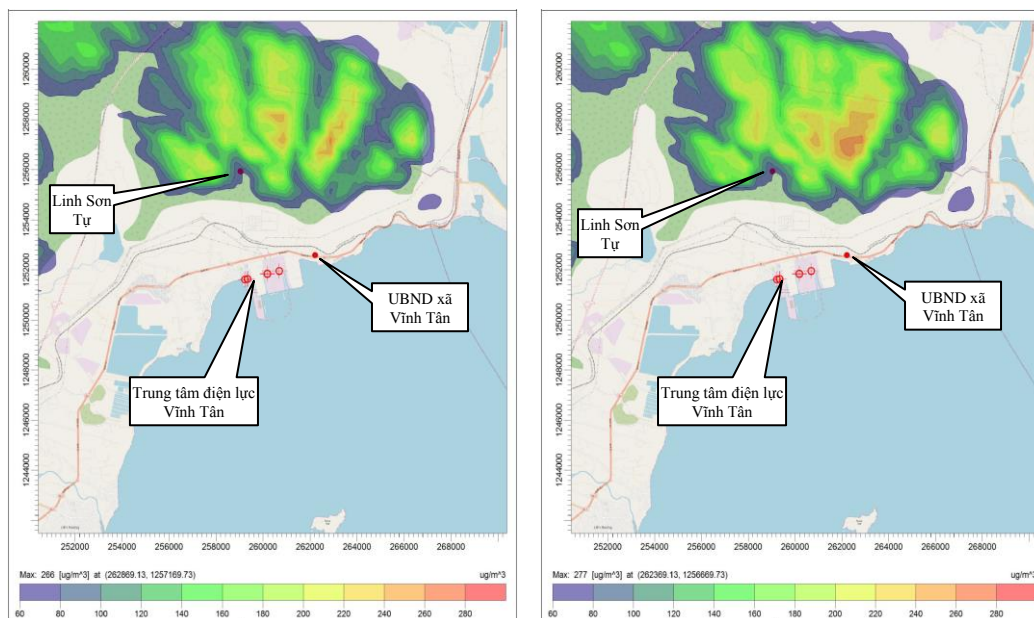 1260000
1258000
1256000
1254000
1252000
1250000
1248000
1246000
1244000
Linh Sơn
Tự
UBND xã
Vĩnh Tân
Trung tâm điện lực
Vĩnh Tân
252000 254000 256000 258000 260000 262000 264000 266000 268000
Max: 266 [ug/m^3] at (262869.13, 1257169.73) ug/m^3
60 80 100 120 140 160 180 200 220 240 260 280
1260000
1258000
1256000
1254000
1252000
1250000
1248000
1246000
1244000
Linh Sơn
Tự
UBND xã
Vĩnh Tân
Trung tâm điện lực
Vĩnh Tân
252000 254000 256000 258000 260000 262000 264000 266000 268000
Max: 277 [ug/m^3] at (262369.13, 1256669.73) ug/m^3
60 80 100 120 140 160 180 200 220 240 260 280